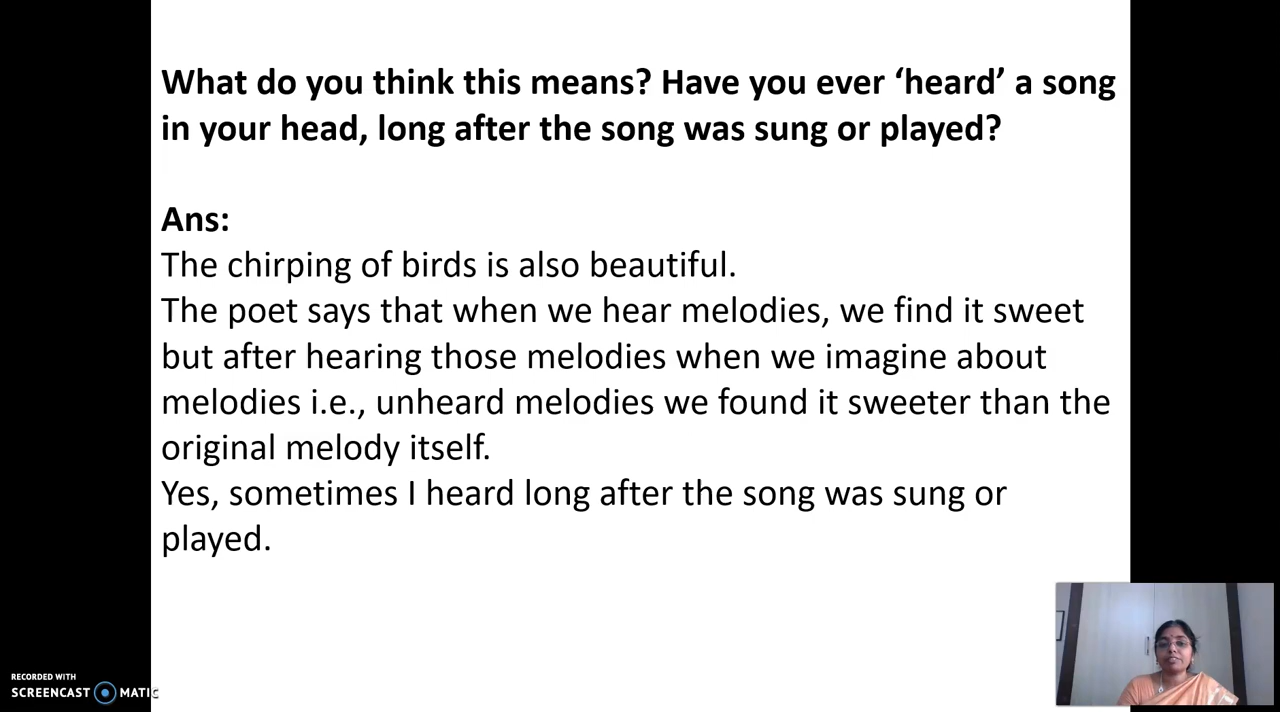 What do you think this means? Have you ever ‘heard’ a song
in your head, long after the song was sung or played?
Ans:
The chirping of birds is also beautiful.
The poet says that when we hear melodies, we find it sweet
but after hearing those melodies when we imagine about
melodies i.e., unheard melodies we found it sweeter than the
original melody itself.
Yes, sometimes I heard long after the song was sung or
played.
RECORDED WITH
SCREENCAST MATIC